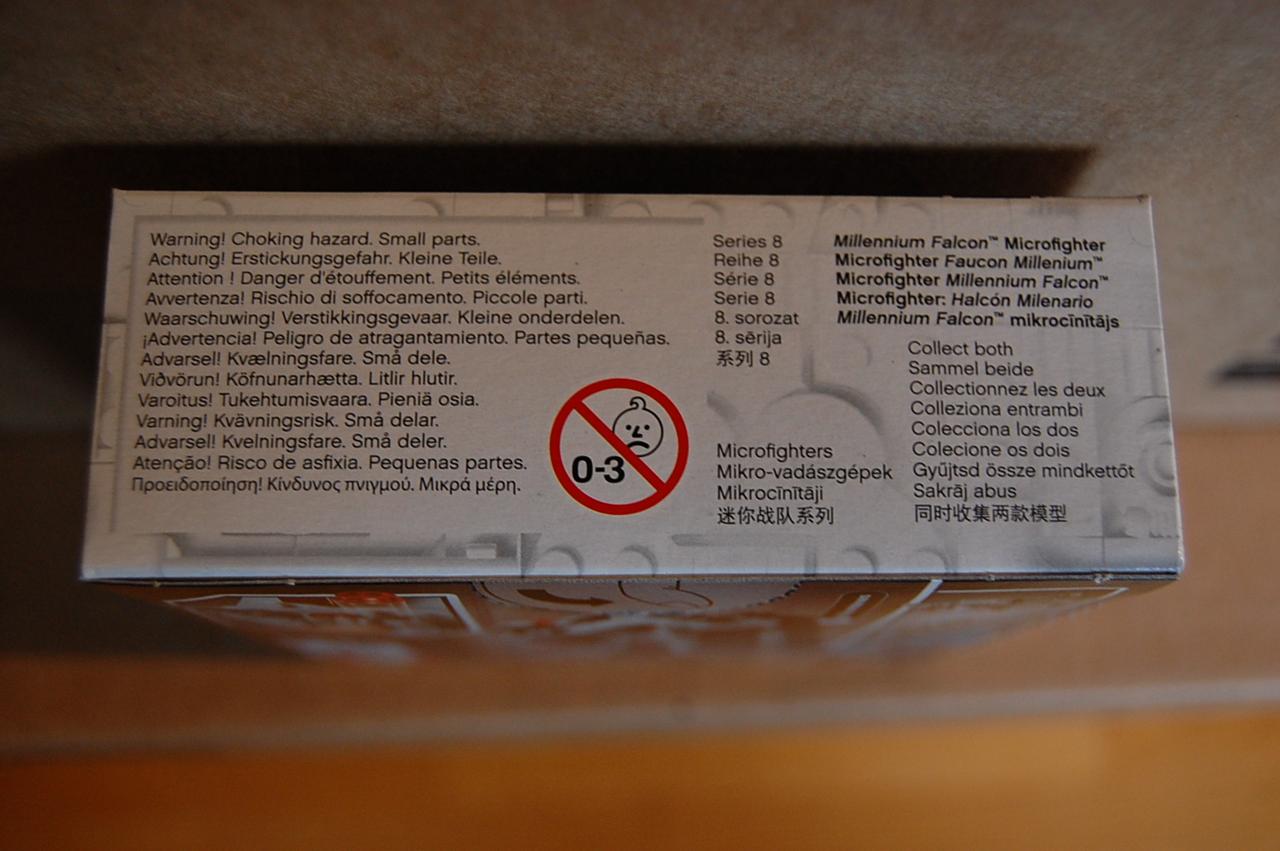 Warning! Choking hazard. Small parts.
Achtung! Erstickungsgefahr. Kleine Teile.
Attention ! Danger d'étouffement. Petits éléments.
Avvertenza! Rischio di soffocamento. Piccole parti.
Waarschuwing! Verstikkingsgevaar. Kleine onderdelen.
¡Advertencia! Peligro de atragantamiento. Partes pequeñas.
Advarsel! Kvælningsfare. Små dele.
Viðvörun! Köfnunarhætta. Litlir hlutir.
Varoitus! Tukehtumisvaara. Pieniä osia.
Varning! Kvävningsrisk. Små delar.
Advarsel! Kvelningsfare. Små deler.
Atenção! Risco de asfixia. Pequenas partes.
Προειδοποίηση! Κίνδυνος πνιγμού. Μικρά μέρη.
0-3
Series 8
Reihe 8
Série 8
Serie 8
8. sorozat
8. sērija
系列 8
Microfighters
Mikro-vadászgépek
Mikrocīnītāji
迷你战队系列
Millennium Falcon™ Microfighter
Microfighter Faucon Millenium™
Microfighter Millennium Falcon™
Microfighter: Halcón Milenario
Millennium Falcon™ mikrocīnītājs
Collect both
Sammel beide
Collectionnez les deux
Colleziona entrambi
Colecciona los dos
Colecione os dois
Gyűjtsd össze mindkettőt
Sakrāj abus
同时收集两款模型